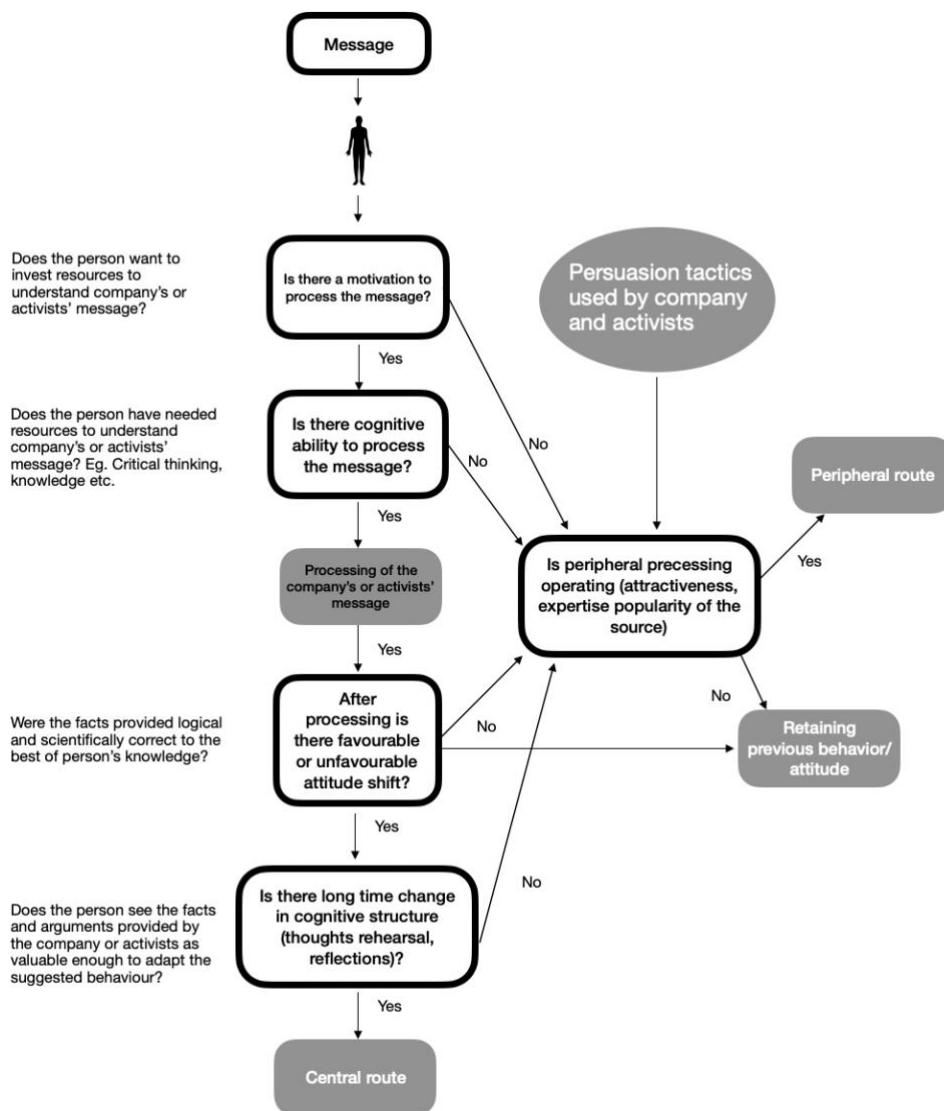 Message
Does the person want to
invest resources to
understand company's or
activists' message?
Is there a motivation to
process the message?
Persuasion tactics
used by company
and activists
Yes
No
Does the person have needed
resources to understand
company's or activists'
message? Eg. Critical thinking,
knowledge etc.
Is there cognitive
ability to process
the message?
No
Peripheral route
Yes
Processing of the
company's or activists'
message
Is peripheral precessing
operating (attractiveness,
expertise popularity of the
source)
Yes
Yes
Were the facts provided logical
and scientifically correct to the
best of person's knowledge?
After
processing is
there favourable
or unfavourable
attitude shift?
No
No
Retaining
previous behavior/
attitude
Yes
Does the person see the facts
and arguments provided by
the company or activists as
valuable enough to adapt the
suggested behaviour?
Is there long time change
in cognitive structure
(thoughts rehearsal,
reflections)?
No
Yes
Central route